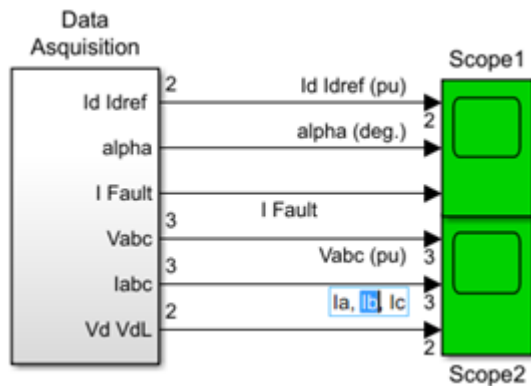 Data
Asquisition
Scope1
Id Idref 2 Id Idref (pu) 2
alpha alpha (deg.)
I Fault I Fault
Vabc 3 Vabc (pu) 3
Iabc 3 Ia, Ib, Ic 3
Vd VdL 2 2
Scope2